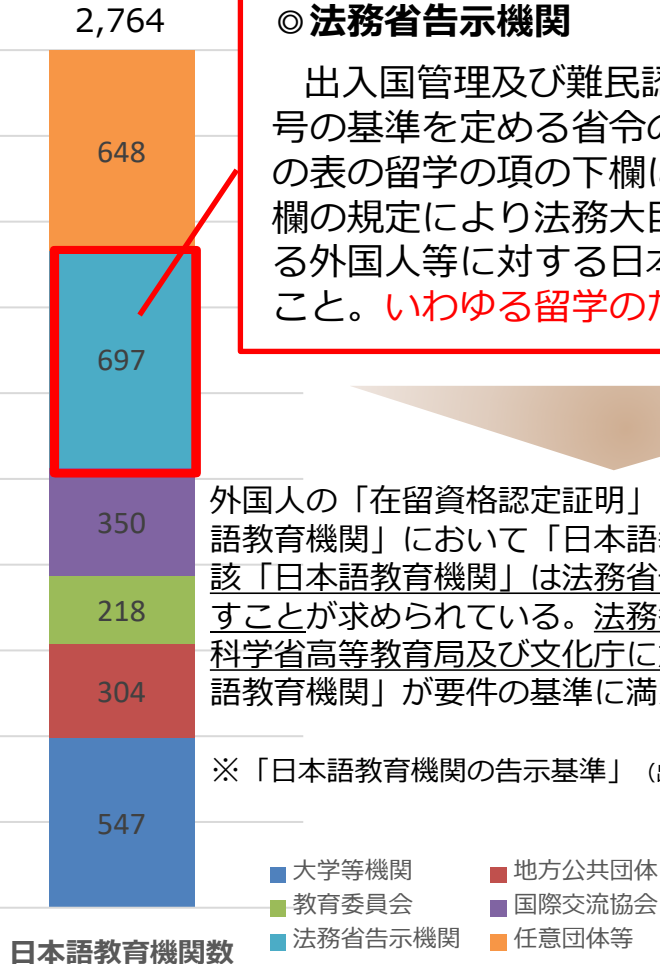 2,764
648
697
350
218
304
547
日本語教育機関数
◎法務省告示機関
出入国管理及び難民認
号の基準を定める省令の
の表の留学の項の下欄に
欄の規定により法務大臣
る外国人等に対する日本
こと。いわゆる留学のた
外国人の「在留資格認定証明」
語教育機関」において「日本語教
該「日本語教育機関」は法務省
すことが求められている。法務
科学省高等教育局及び文化庁に
語教育機関」が要件の基準に満
※「日本語教育機関の告示基準」(出
大学等機関 地方公共団体
教育委員会 国際交流協会
法務省告示機関 任意団体等